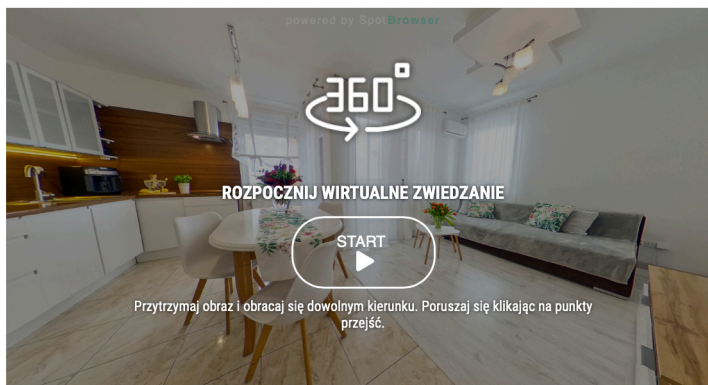 powered by SpotBrowser
360°
ROZPOCZNIJ WIRTUALNE ZWIEDZANIE
START
Przytrzymaj obraz i obracaj się dowolnym kierunku. Poruszaj się klikając na punkty
przejść.